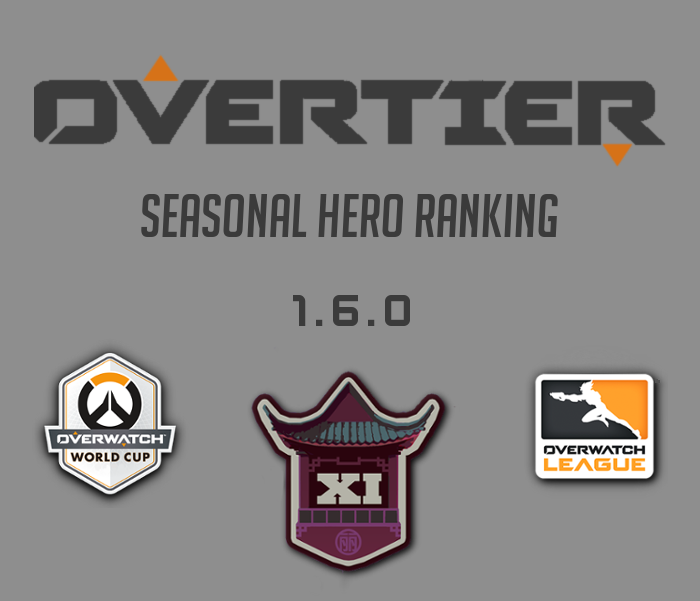 OVERTIER
SEASONAL HERO RANKING
1.6.0
OVERWATCH
WORLD CUP
XI
OVERWATCH
LEAGUE